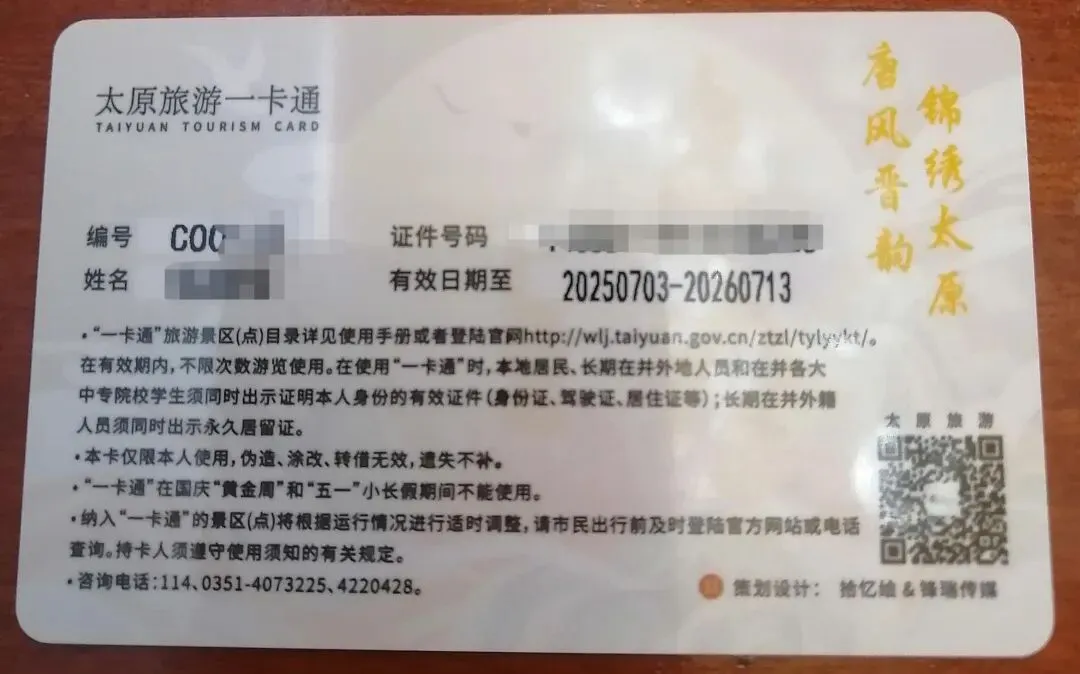 太原旅游一卡通
TAIYUAN TOURISM CARD
锦绣太原
唐风晋韵
编号 COC
证件号码
姓名
有效日期至 20250703-20260713
·“一卡通”旅游景区(点)目录详见使用手册或者登陆官网http://wlj.taiyuan.gov.cn/ztzl/tylyykt/。
在有效期内,不限次数游览使用。在使用“一卡通”时,本地居民、长期在并外地人员和在并各大
中专院校学生须同时出示证明本人身份的有效证件(身份证、驾驶证、居住证等);长期在并外籍
人员须同时出示永久居留证。
·本卡仅限本人使用,伪造、涂改、转借无效,遗失不补。
·“一卡通”在国庆“黄金周”和“五一”小长假期间不能使用。
·纳入“一卡通”的景区(点)将根据运行情况进行适时调整,请市民出行前及时登陆官方网站或电话
查询。持卡人须遵守使用须知的有关规定。
·咨询电话:114、0351-4073225、4220428。
太原旅游
策划设计: 拾忆绘 & 锋瑞传媒